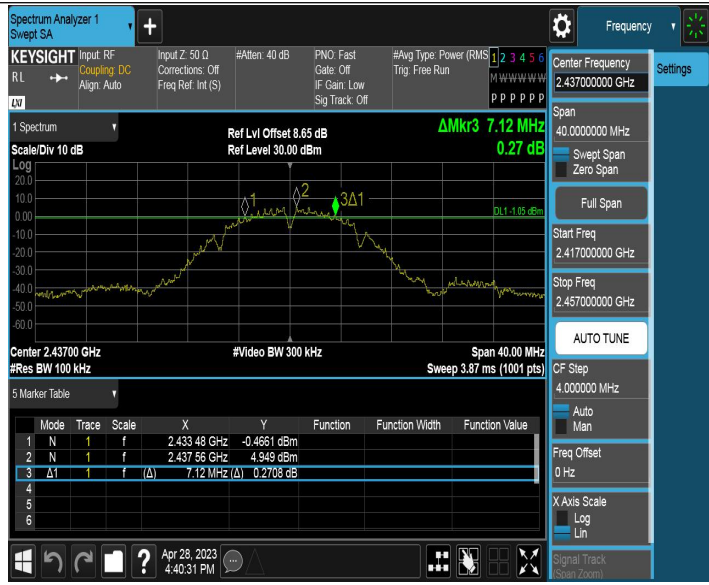 Spectrum Analyzer 1
Swept SA
+
Frequency
KEYSIGHT
RL
LXI
Input: RF
Coupling: DC
Align: Auto
Input Z: 50 Ω
Corrections: Off
Freq Ref: Int (S)
#Atten: 40 dB
PNO: Fast
Gate: Off
IF Gain: Low
Sig Track: Off
#Avg Type: Power (RMS
Trig: Free Run
1 2 3 4 5 6
M W W W W W
P P P P P P
1 Spectrum
Scale/Div 10 dB
Ref Lvl Offset 8.65 dB
Ref Level 30.00 dBm
ΔMkr3 7.12 MHz
0.27 dB
Log
20.0
10.0
0.00
-10.0
-20.0
-30.0
-40.0
-50.0
-60.0
1
2
3Δ1
DL1 -1.05 dBm
Center 2.43700 GHz
#Res BW 100 kHz
#Video BW 300 kHz
Span 40.00 MHz
Sweep 3.87 ms (1001 pts)
5 Marker Table
Mode Trace Scale X Y Function Function Width Function Value
1 N 1 f 2.433 48 GHz -0.4661 dBm
2 N 1 f 2.437 56 GHz 4.949 dBm
3 Δ1 1 f (Δ) 7.12 MHz (Δ) 0.2708 dB
4
5
6
?
Apr 28, 2023
4:40:31 PM
Center Frequency
2.437000000 GHz
Settings
Span
40.0000000 MHz
Swept Span
Zero Span
Full Span
Start Freq
2.417000000 GHz
Stop Freq
2.457000000 GHz
AUTO TUNE
CF Step
4.000000 MHz
Auto
Man
Freq Offset
0 Hz
X Axis Scale
Log
Lin
Signal Track
(Span Zoom)